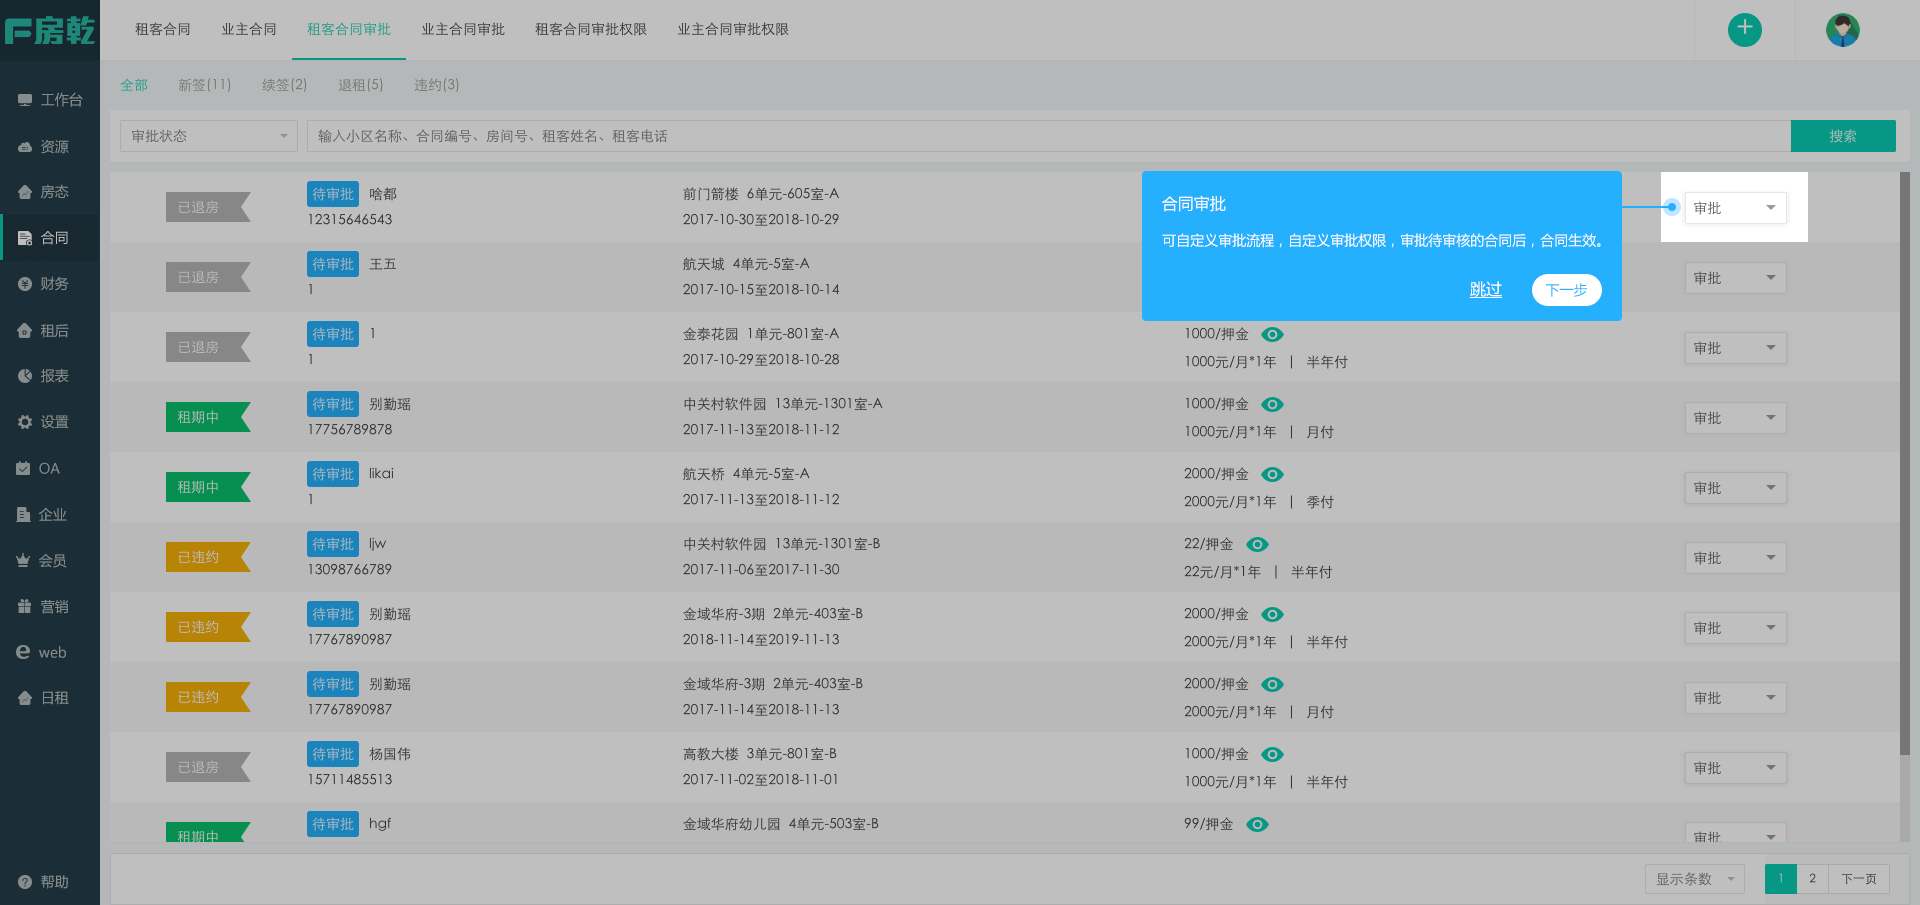 房乾
租客合同 业主合同 租客合同审批 业主合同审批 租客合同审批权限 业主合同审批权限
工作台
资源
房态
合同
财务
租后
报表
设置
OA
企业
会员
营销
web
日租
帮助
全部 新签(11) 续签(2) 退租(5) 违约(3)
审批状态 输入小区名称、合同编号、房间号、租客姓名、租客电话 搜索
已退房 待审批 啥都 前门箭楼 6单元-605室-A 审批
12315646543 2017-10-30至2018-10-29
合同审批
可自定义审批流程，自定义审批权限，审批待审核的合同后，合同生效。
跳过 下一步
已退房 待审批 王五 航天城 4单元-5室-A 审批
1 2017-10-15至2018-10-14
已退房 待审批 1 金泰花园 1单元-801室-A 1000/押金 审批
1 2017-10-29至2018-10-28 1000元/月*1年 | 半年付
租期中 待审批 别勤瑶 中关村软件园 13单元-1301室-A 1000/押金 审批
17756789878 2017-11-13至2018-11-12 1000元/月*1年 | 月付
租期中 待审批 likai 航天桥 4单元-5室-A 2000/押金 审批
1 2017-11-13至2018-11-12 2000元/月*1年 | 季付
已违约 待审批 ljw 中关村软件园 13单元-1301室-B 22/押金 审批
13098766789 2017-11-06至2017-11-30 22元/月*1年 | 半年付
已违约 待审批 别勤瑶 金域华府-3期 2单元-403室-B 2000/押金 审批
17767890987 2018-11-14至2019-11-13 2000元/月*1年 | 半年付
已违约 待审批 别勤瑶 金域华府-3期 2单元-403室-B 2000/押金 审批
17767890987 2017-11-14至2018-11-13 2000元/月*1年 | 月付
已退房 待审批 杨国伟 高教大楼 3单元-801室-B 1000/押金 审批
15711485513 2017-11-02至2018-11-01 1000元/月*1年 | 半年付
租期中 待审批 hgf 金域华府幼儿园 4单元-503室-B 99/押金 审批
显示条数 1 2 下一页